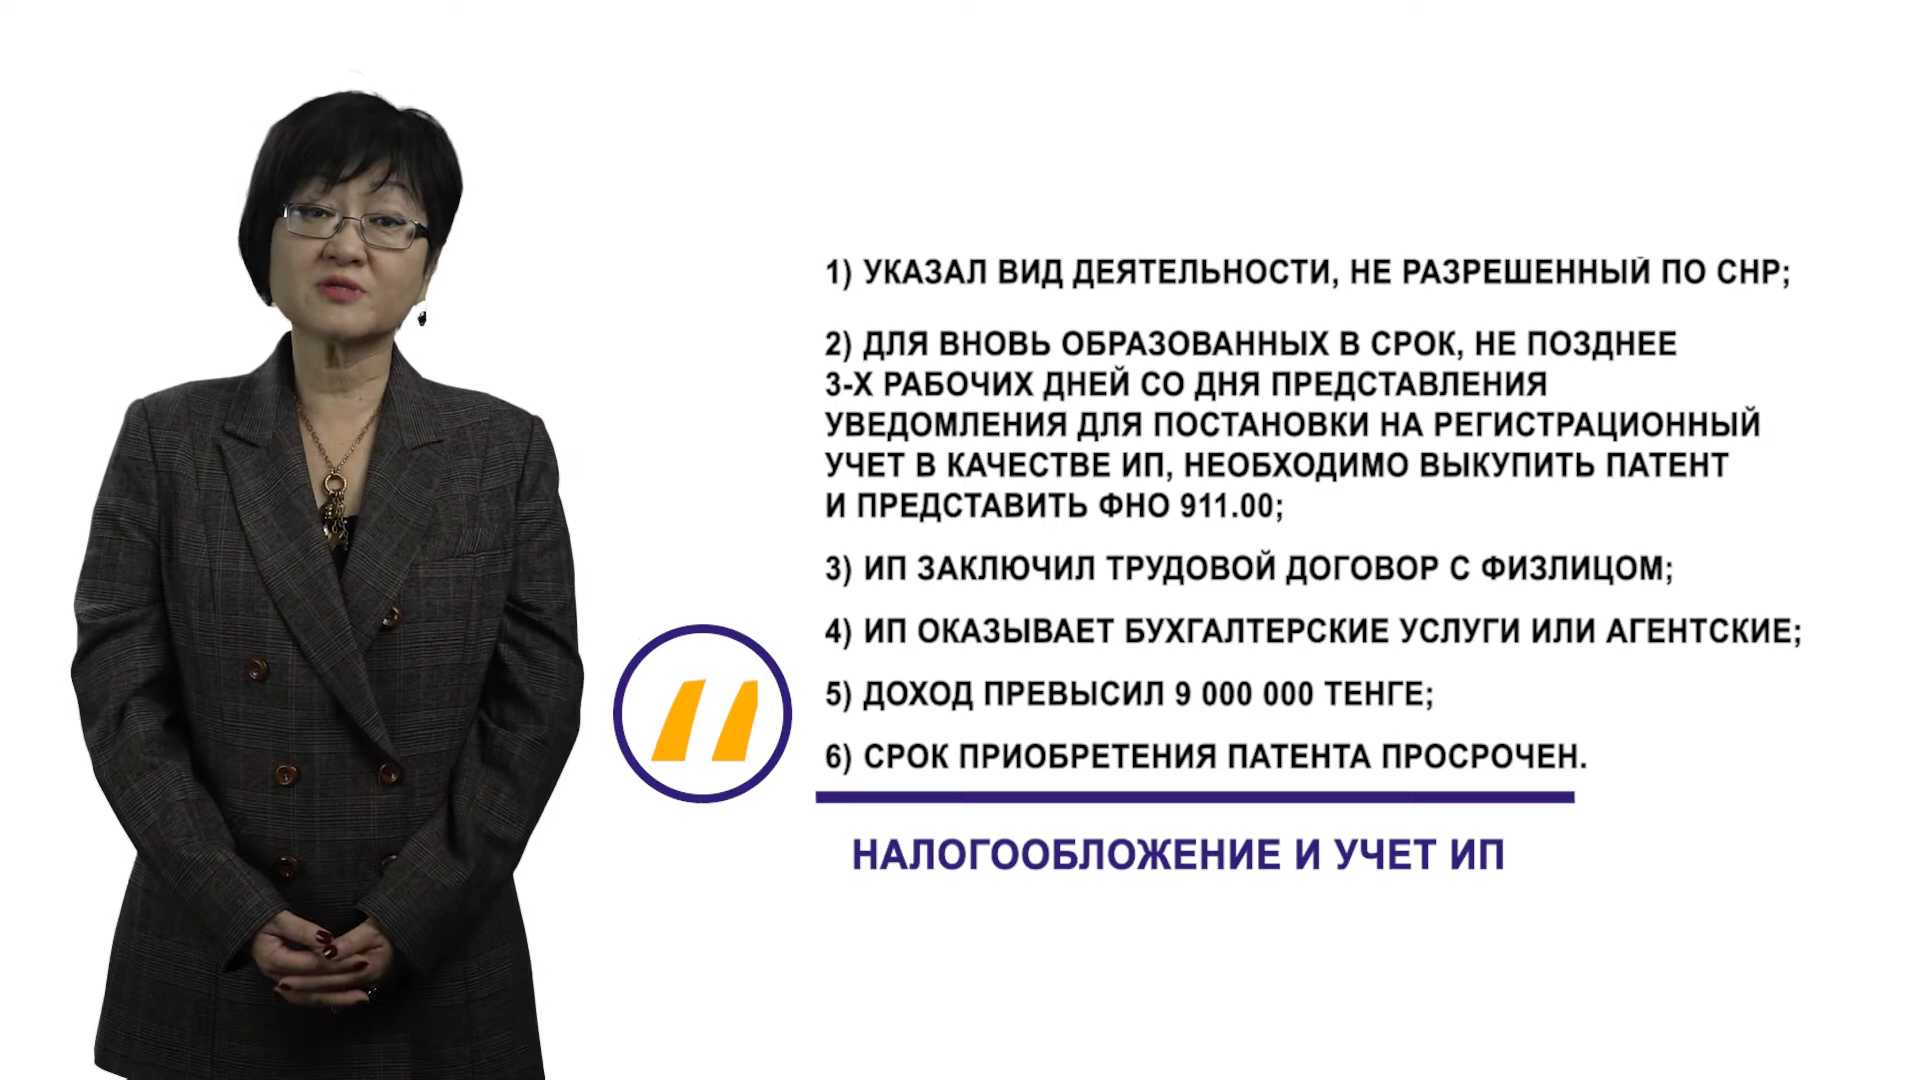 1) УКАЗАЛ ВИД ДЕЯТЕЛЬНОСТИ, НЕ РАЗРЕШЕННЫЙ ПО СНР;
2) ДЛЯ ВНОВЬ ОБРАЗОВАННЫХ В СРОК, НЕ ПОЗДНЕЕ
3-Х РАБОЧИХ ДНЕЙ СО ДНЯ ПРЕДСТАВЛЕНИЯ
УВЕДОМЛЕНИЯ ДЛЯ ПОСТАНОВКИ НА РЕГИСТРАЦИОННЫЙ
УЧЕТ В КАЧЕСТВЕ ИП, НЕОБХОДИМО ВЫКУПИТЬ ПАТЕНТ
И ПРЕДСТАВИТЬ ФНО 911.00;
3) ИП ЗАКЛЮЧИЛ ТРУДОВОЙ ДОГОВОР С ФИЗЛИЦОМ;
4) ИП ОКАЗЫВАЕТ БУХГАЛТЕРСКИЕ УСЛУГИ ИЛИ АГЕНТСКИЕ;
5) ДОХОД ПРЕВЫСИЛ 9 000 000 ТЕНГЕ;
6) СРОК ПРИОБРЕТЕНИЯ ПАТЕНТА ПРОСРОЧЕН.
НАЛОГООБЛОЖЕНИЕ И УЧЕТ ИП